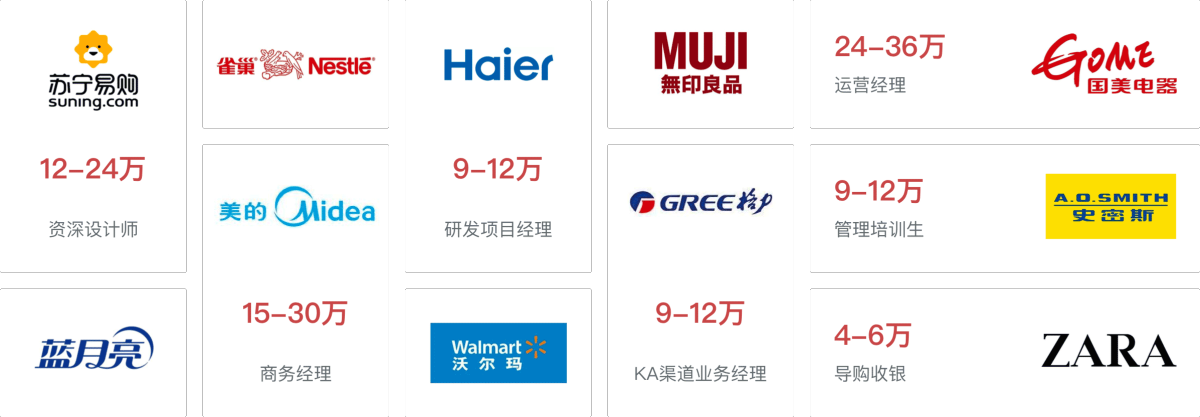 苏宁易购
suning.com
12-24万
资深设计师
蓝月亮
雀巢 Nestlé
美的 Midea
15-30万
商务经理
Haier
9-12万
研发项目经理
Walmart
沃尔玛
MUJI
無印良品
GREE格力
9-12万
KA渠道业务经理
24-36万
运营经理
GOME
国美电器
9-12万
管理培训生
A.O.SMITH
史密斯
4-6万
导购收银
ZARA